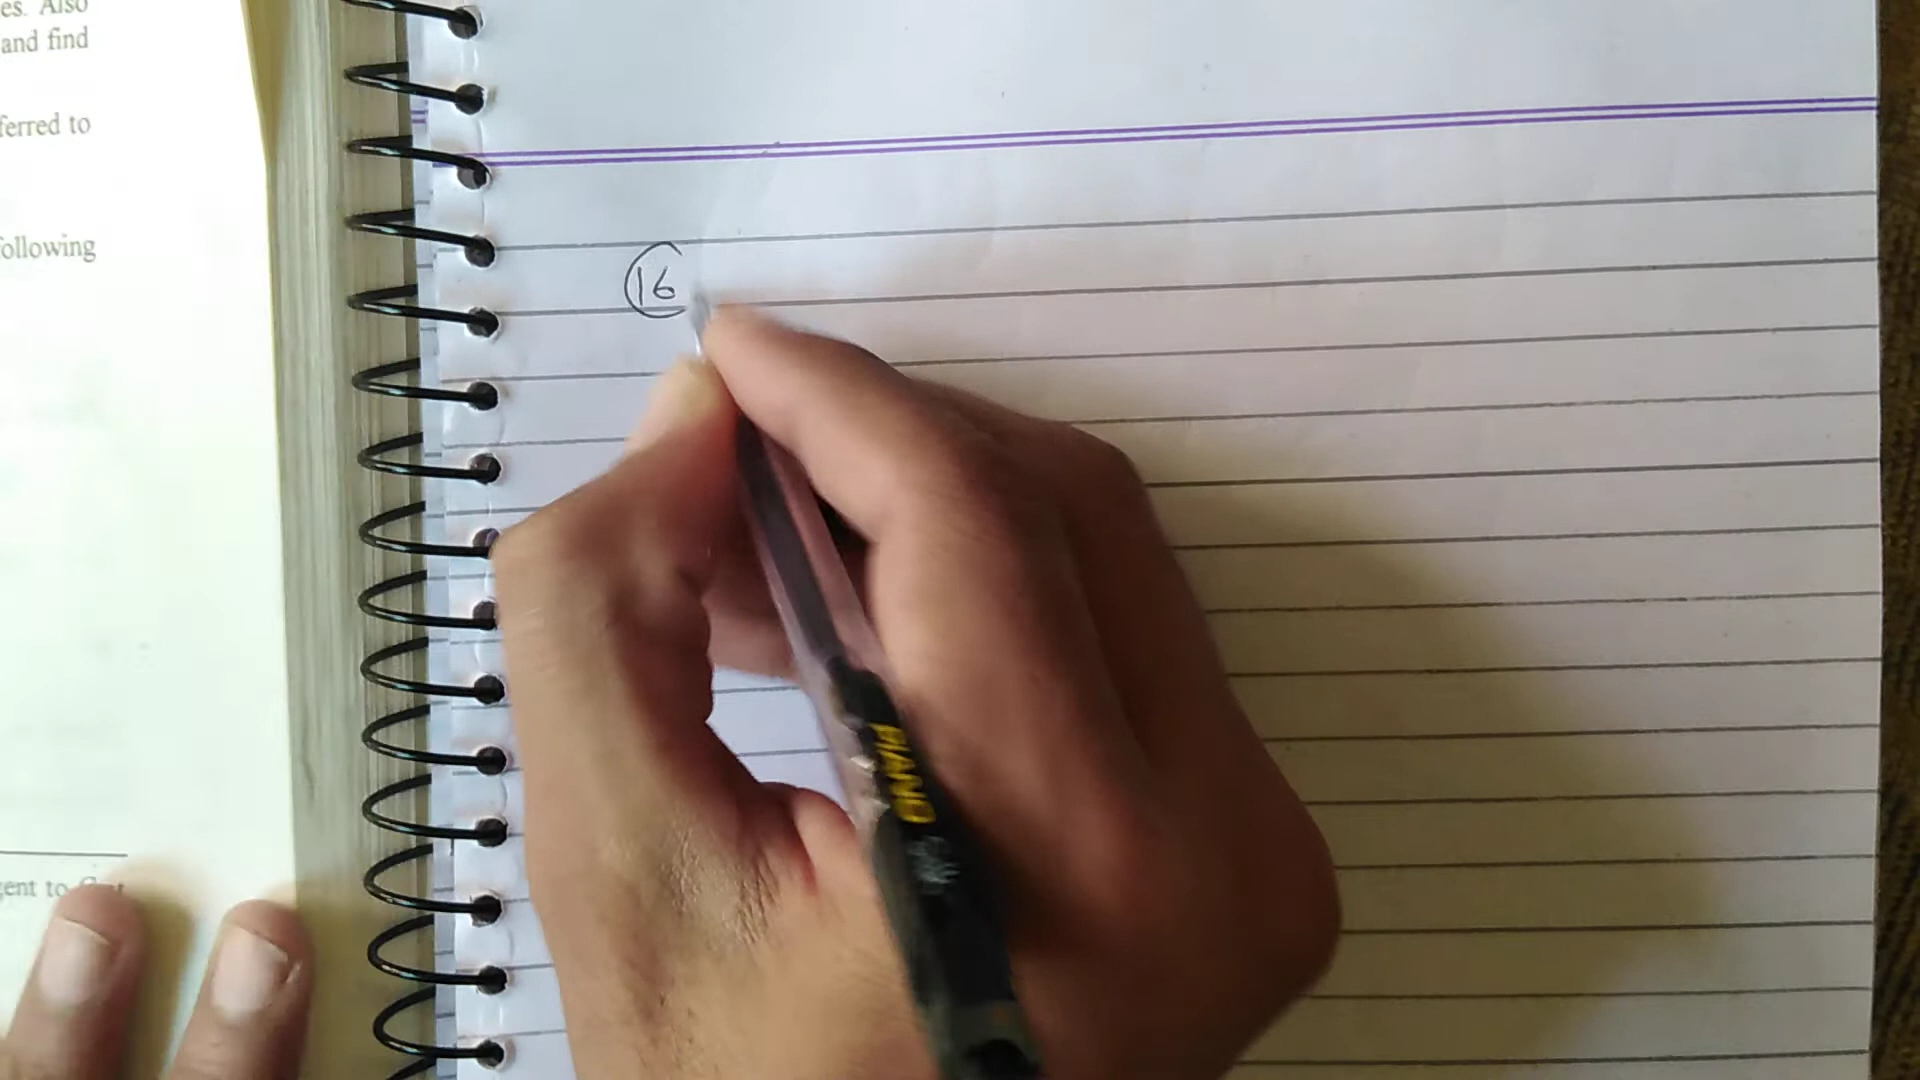 es. Also
and find
ferred to
following
gent to
16
PIANO